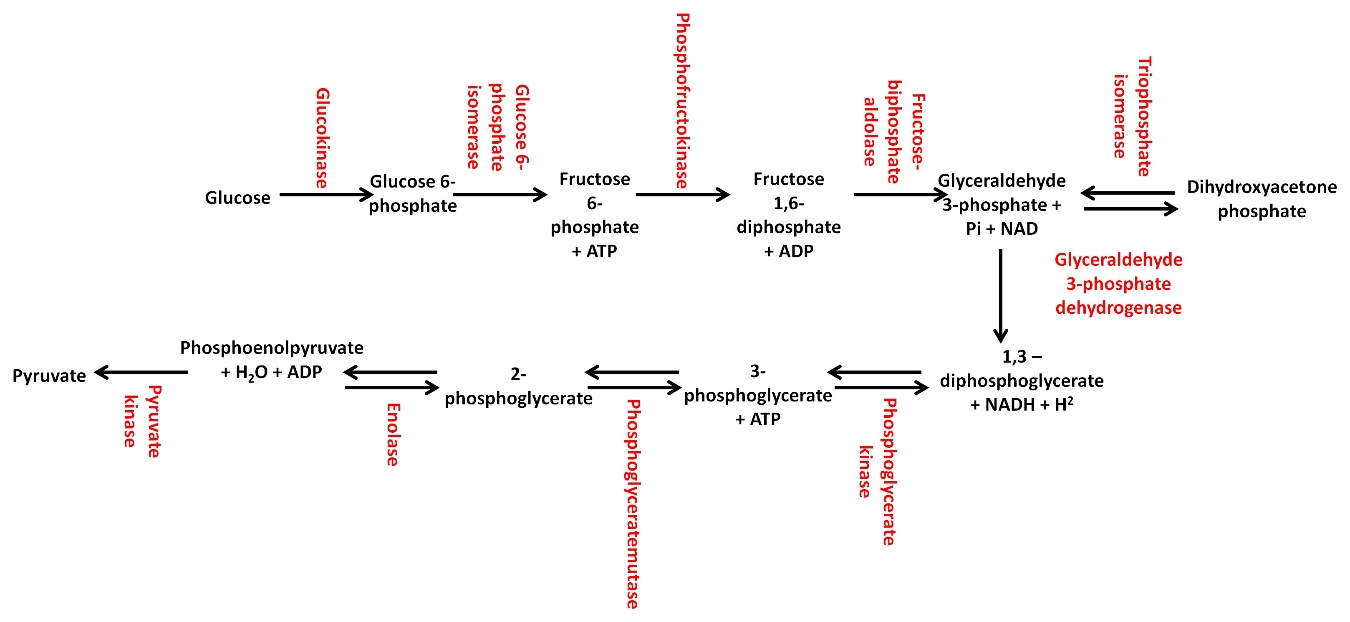 Glucose
Glucokinase
Glucose 6-
phosphate
Glucose 6-
phosphate
isomerase
Fructose
6-
phosphate
+ ATP
Phosphofructokinase
Fructose
1,6-
diphosphate
+ ADP
Fructose-
biphosphate
aldolase
Glyceraldehyde
3-phosphate +
Pi + NAD
Triophosphate
isomerase
Dihydroxyacetone
phosphate
Glyceraldehyde
3-phosphate
dehydrogenase
1,3 –
diphosphoglycerate
+ NADH + H²
Phosphoglycerate
kinase
3-
phosphoglycerate
+ ATP
Phosphoglyceratemutase
2-
phosphoglycerate
Enolase
Phosphoenolpyruvate
+ H₂O + ADP
Pyruvate
kinase
Pyruvate